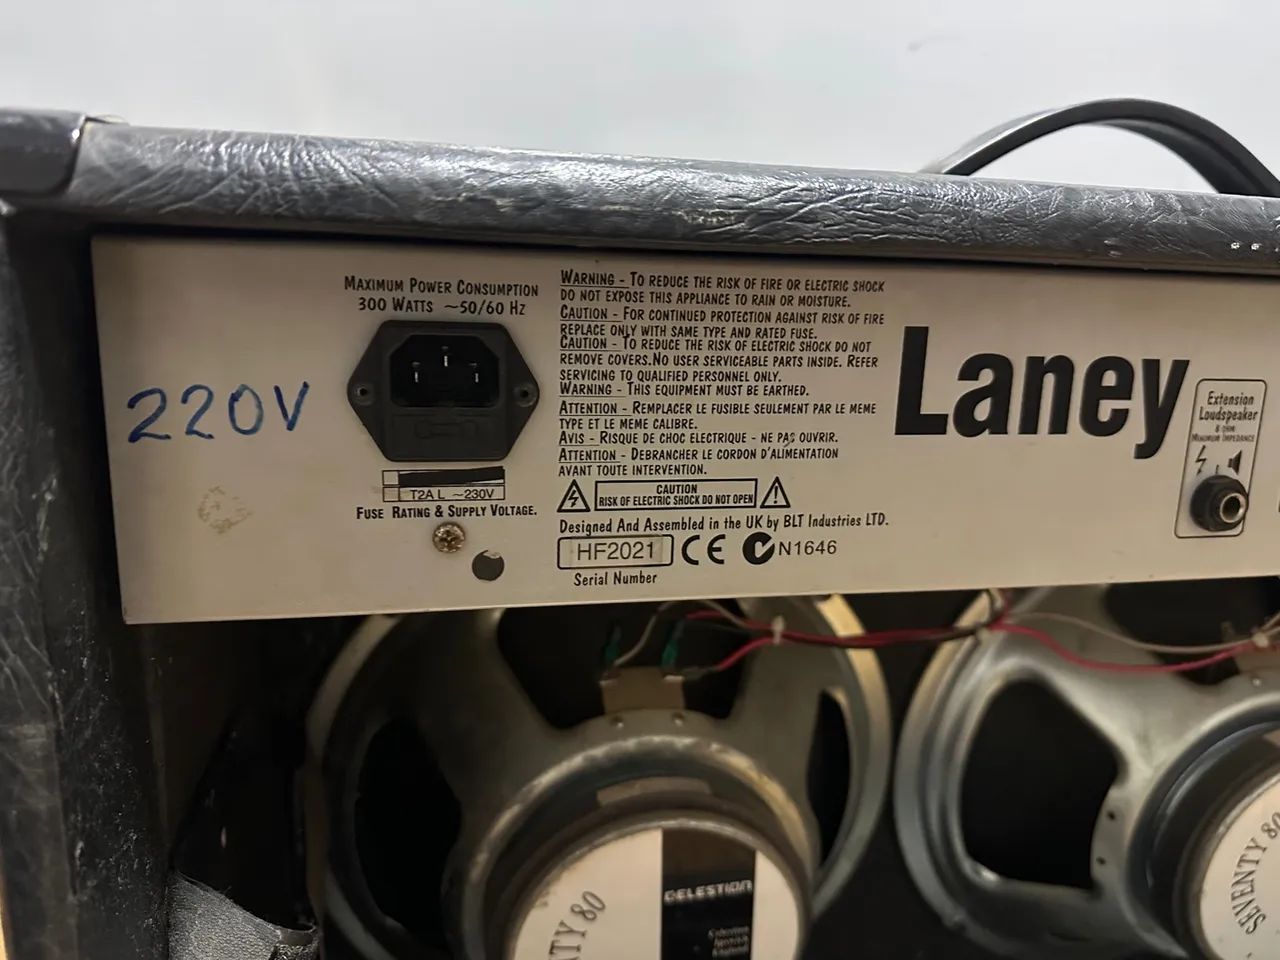 220V
MAXIMUM POWER CONSUMPTION
300 WATTS ~50/60 HZ
T2A L ~230V
FUSE RATING & SUPPLY VOLTAGE.
WARNING - TO REDUCE THE RISK OF FIRE OR ELECTRIC SHOCK
DO NOT EXPOSE THIS APPLIANCE TO RAIN OR MOISTURE.
CAUTION - FOR CONTINUED PROTECTION AGAINST RISK OF FIRE
REPLACE ONLY WITH SAME TYPE AND RATED FUSE.
CAUTION - TO REDUCE THE RISK OF ELECTRIC SHOCK DO NOT
REMOVE COVERS.NO USER SERVICEABLE PARTS INSIDE. REFER
SERVICING TO QUALIFIED PERSONNEL ONLY.
WARNING - THIS EQUIPMENT MUST BE EARTHED.
ATTENTION - REMPLACER LE FUSIBLE SEULEMENT PAR LE MEME
TYPE ET LE MEME CALIBRE.
AVIS - RISQUE DE CHOC ELECTRIQUE - NE PAS OUVRIR.
ATTENTION - DEBRANCHER LE CORDON D'ALIMENTATION
AVANT TOUTE INTERVENTION.
CAUTION
RISK OF ELECTRIC SHOCK DO NOT OPEN
Designed And Assembled in the UK by BLT Industries LTD.
HF2021 CE N1646
Serial Number
Laney
Extension
Loudspeaker
8 OHM
MINIMUM IMPEDANCE
CELESTION
SEVENTY 80